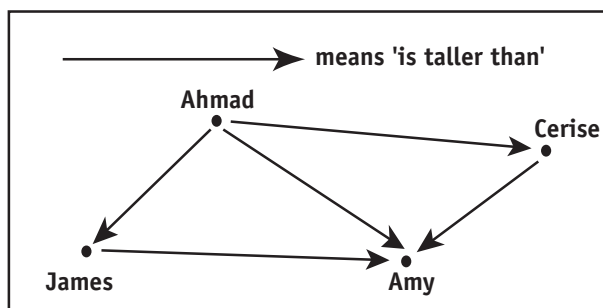 means 'is taller than'
Ahmad
Cerise
James
Amy